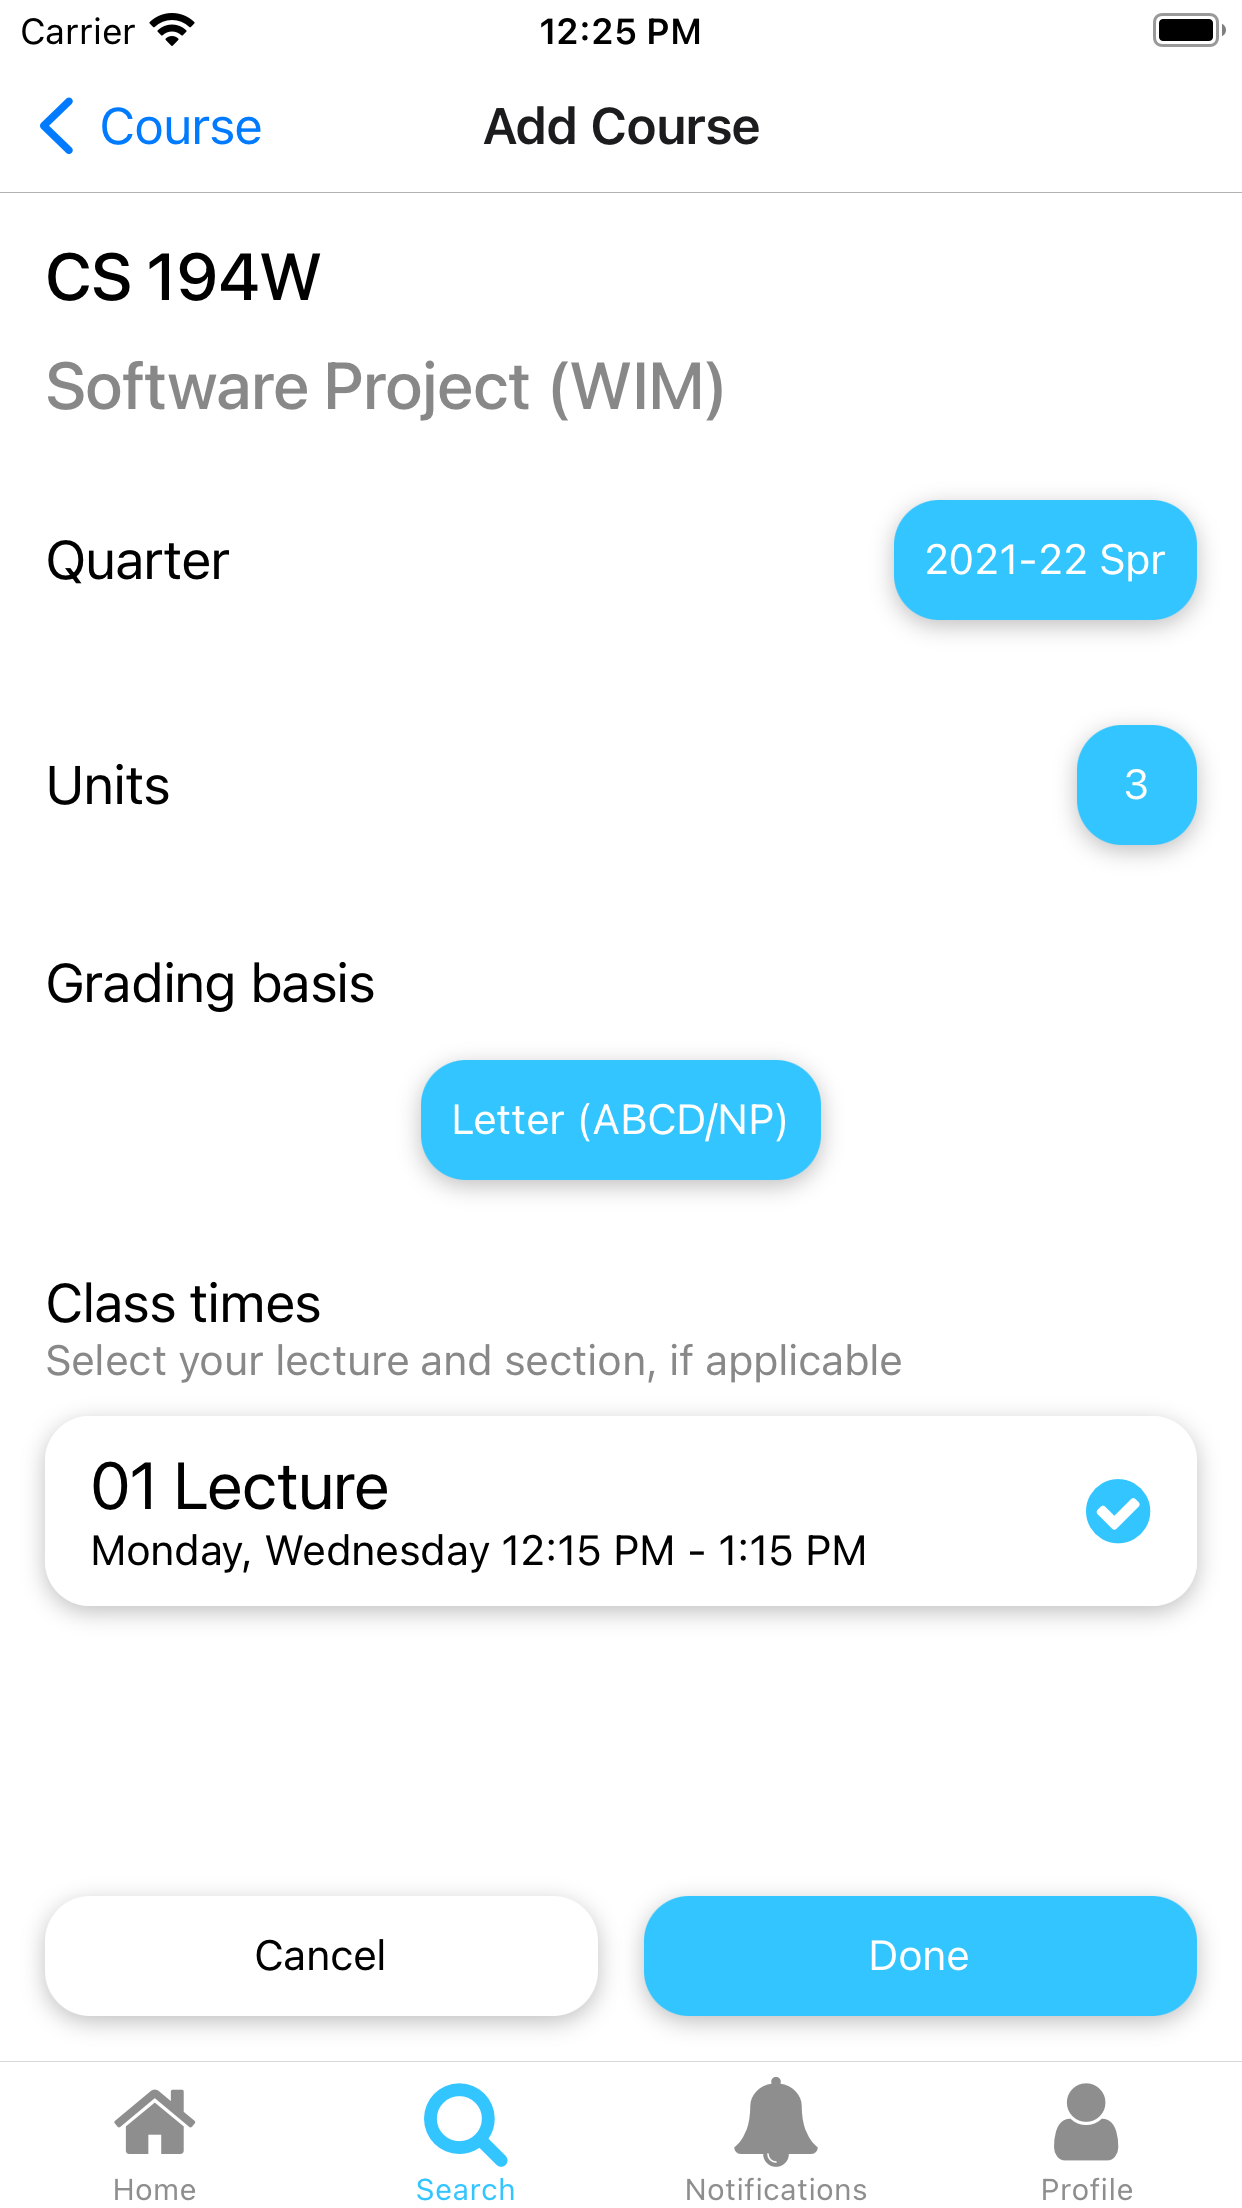 Carrier 12:25 PM
Course Add Course
CS 194W
Software Project (WIM)
Quarter 2021-22 Spr
Units 3
Grading basis
Letter (ABCD/NP)
Class times
Select your lecture and section, if applicable
01 Lecture
Monday, Wednesday 12:15 PM - 1:15 PM
Cancel Done
Home Search Notifications Profile